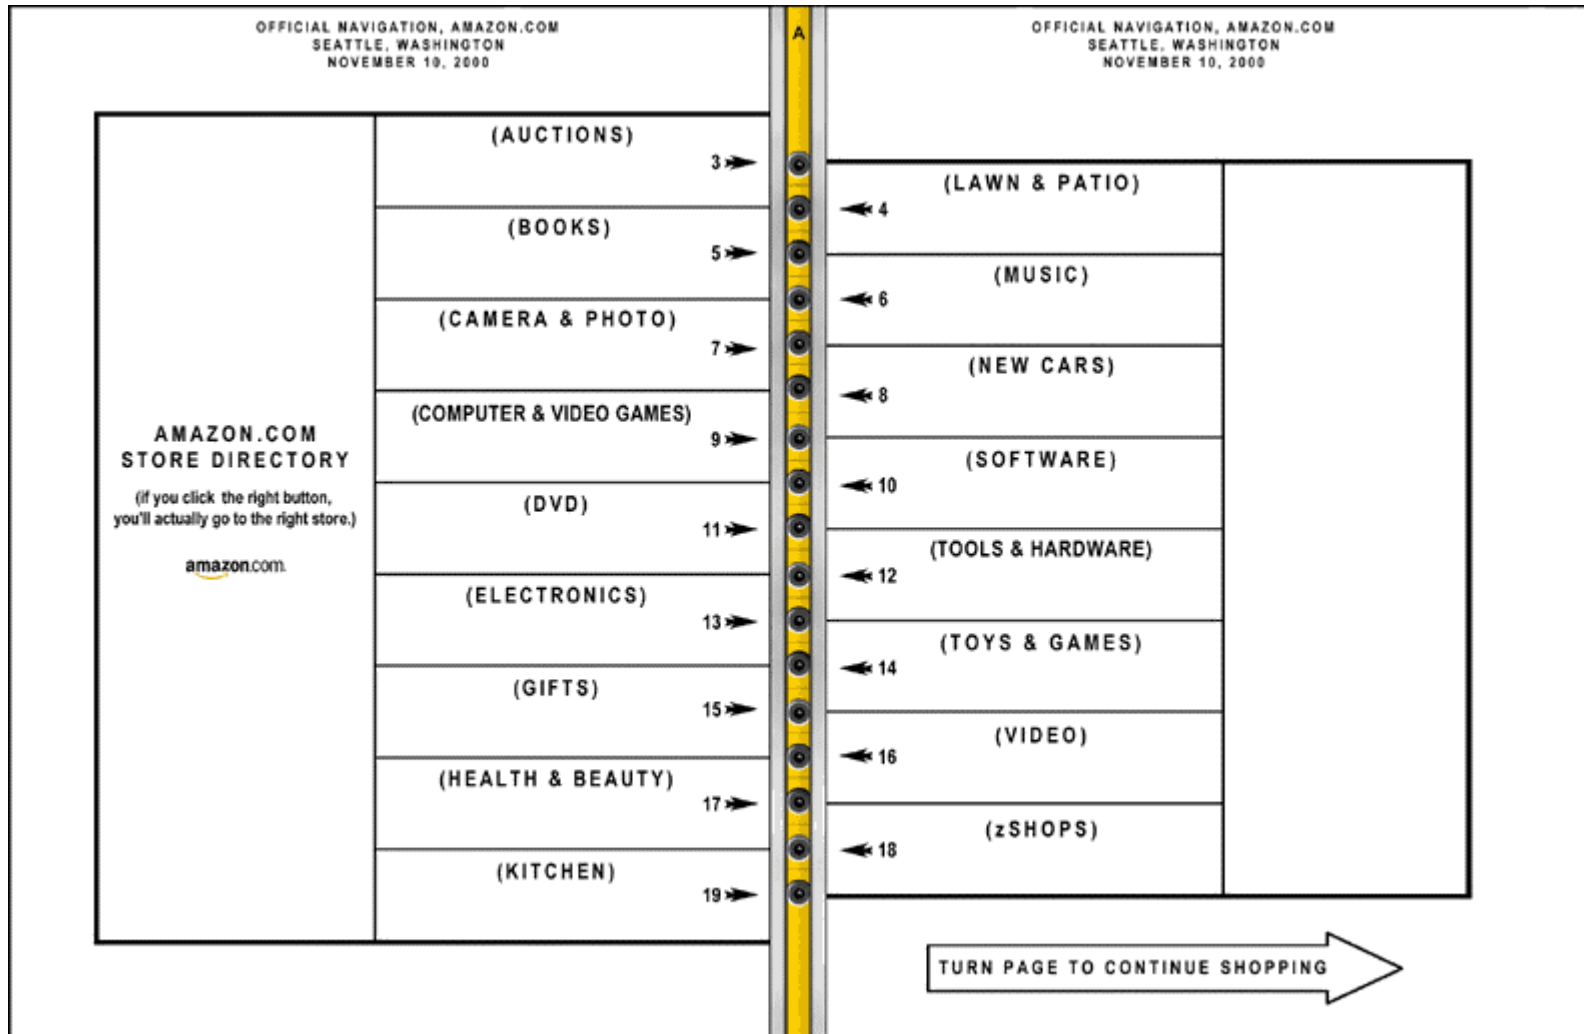 OFFICIAL NAVIGATION, AMAZON.COM
SEATTLE, WASHINGTON
NOVEMBER 10, 2000
(AUCTIONS)
3
(BOOKS)
5
(CAMERA & PHOTO)
7
(COMPUTER & VIDEO GAMES)
9
(DVD)
11
(ELECTRONICS)
13
(GIFTS)
15
(HEALTH & BEAUTY)
17
(KITCHEN)
19
AMAZON.COM
STORE DIRECTORY
(if you click the right button,
you'll actually go to the right store.)
amazon.com.
A
OFFICIAL NAVIGATION, AMAZON.COM
SEATTLE, WASHINGTON
NOVEMBER 10, 2000
(LAWN & PATIO)
4
(MUSIC)
6
(NEW CARS)
8
(SOFTWARE)
10
(TOOLS & HARDWARE)
12
(TOYS & GAMES)
14
(VIDEO)
16
(zSHOPS)
18
TURN PAGE TO CONTINUE SHOPPING